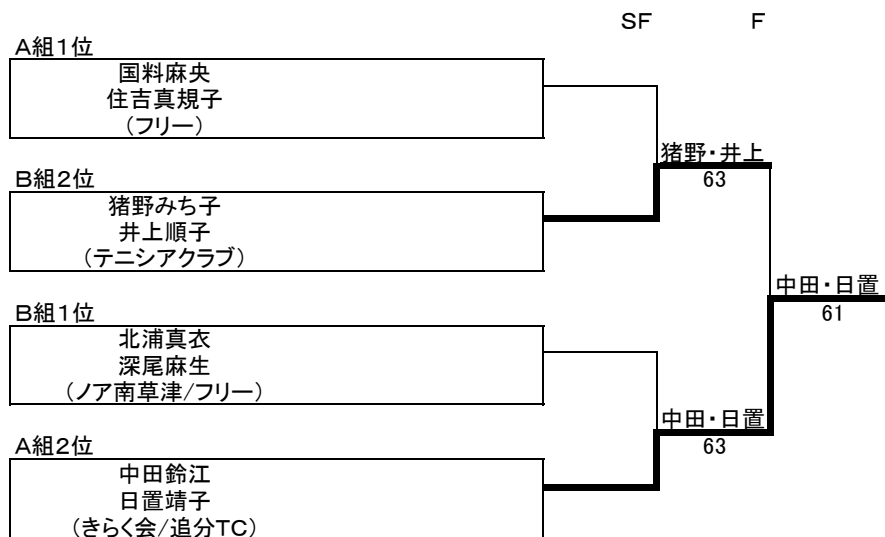 SF F
A組1位
国料麻央
住吉真規子
(フリー)
猪野・井上
63
B組2位
猪野みち子
井上順子
(テニシアクラブ)
中田・日置
61
B組1位
北浦真衣
深尾麻生
(ノア南草津/フリー)
中田・日置
63
A組2位
中田鈴江
日置靖子
(きらく会/追分TC)